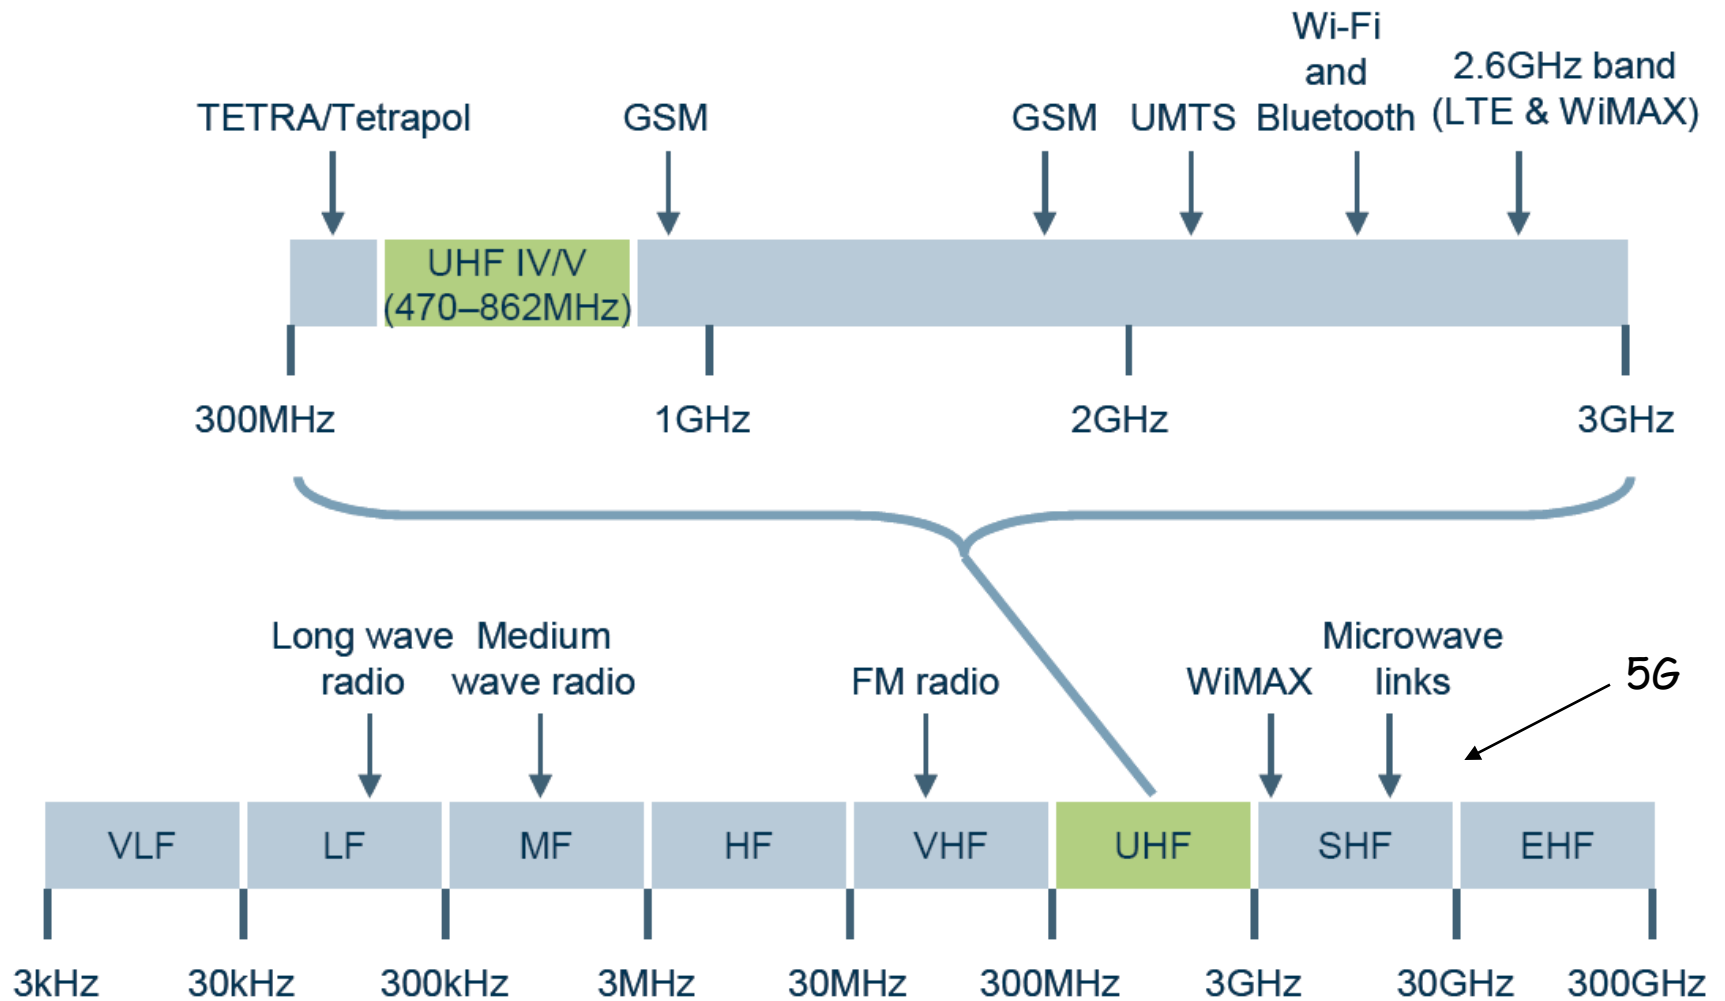 Wi-Fi
and
Bluetooth
2.6GHz band
(LTE & WiMAX)
TETRA/Tetrapol
GSM
GSM
UMTS
UHF IV/V
(470–862MHz)
300MHz
1GHz
2GHz
3GHz
Long wave
radio
Medium
wave radio
FM radio
WiMAX
Microwave
links
5G
VLF
LF
MF
HF
VHF
UHF
SHF
EHF
3kHz
30kHz
300kHz
3MHz
30MHz
300MHz
3GHz
30GHz
300GHz